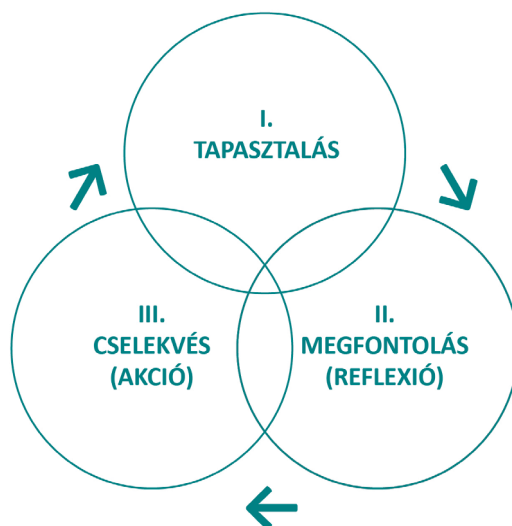 I.
TAPASZTALÁS
II.
MEGFONTOLÁS
(REFLEXIÓ)
III.
CSELEKVÉS
(AKCIÓ)